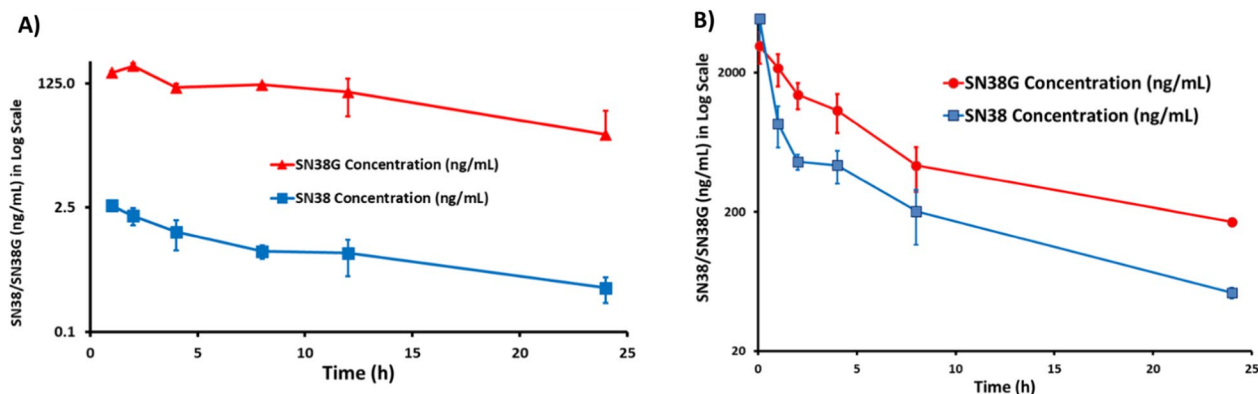 A)
SN38/SN38G (ng/mL) in Log Scale
125.0
2.5
0.1
SN38G Concentration (ng/mL)
SN38 Concentration (ng/mL)
0 5 10 15 20 25
Time (h)
B)
SN38/SN38G (ng/mL) in Log Scale
2000
200
20
SN38G Concentration (ng/mL)
SN38 Concentration (ng/mL)
0 5 10 15 20 25
Time (h)